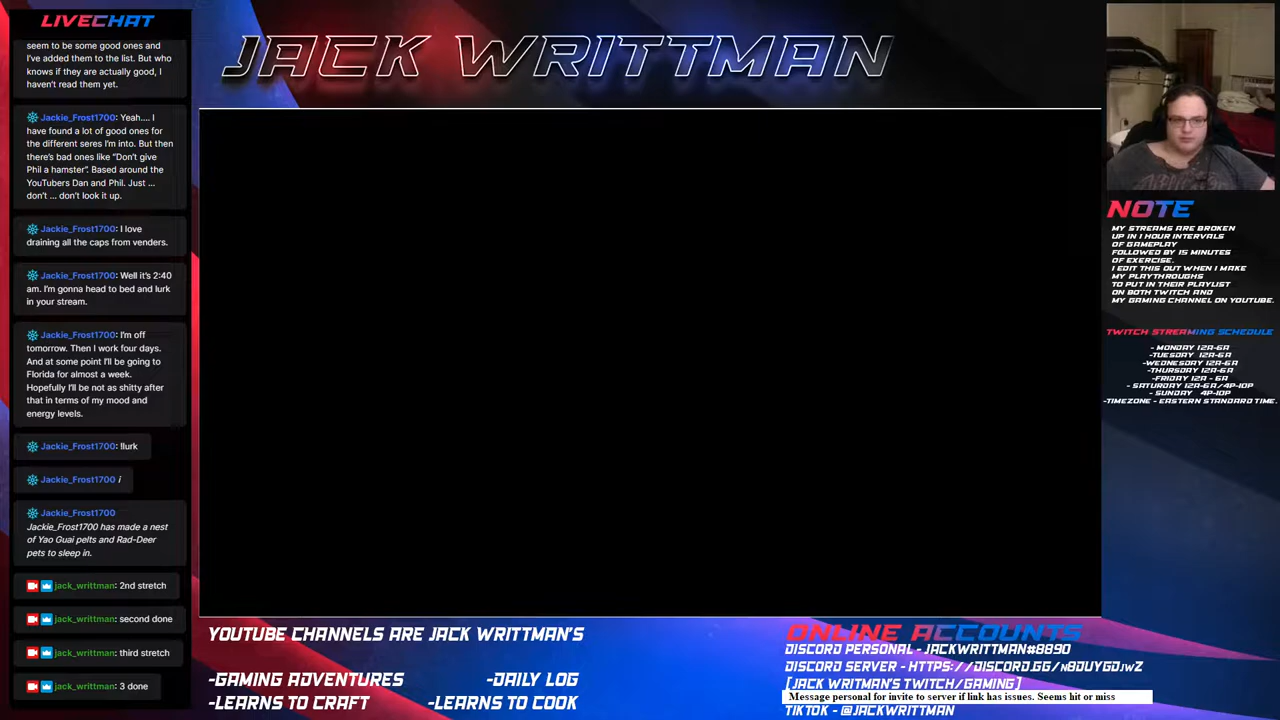 LIVECHAT
seem to be some good ones and
I've added them to the list. But who
knows if they are actually good, I
haven't read them yet.
Jackie_Frost1700: Yeah.... I
have found a lot of good ones for
the different seres I'm into. But then
there's bad ones like “Don't give
Phil a hamster”. Based around the
YouTubers Dan and Phil. Just ...
don't ... don't look it up.
Jackie_Frost1700: I love
draining all the caps from venders.
Jackie_Frost1700: Well it's 2:40
am. I'm gonna head to bed and lurk
in your stream.
Jackie_Frost1700: I'm off
tomorrow. Then I work four days.
And at some point I'll be going to
Florida for almost a week.
Hopefully I'll be not as shitty after
that in terms of my mood and
energy levels.
Jackie_Frost1700: !lurk
Jackie_Frost1700 i
Jackie_Frost1700
Jackie_Frost1700 has made a nest
of Yao Guai pelts and Rad-Deer
pets to sleep in.
jack_writtman: 2nd stretch
jack_writtman: second done
jack_writtman: third stretch
jack_writtman: 3 done
JACK WRITTMAN
NOTE
MY STREAMS ARE BROKEN
UP IN 1 HOUR INTERVALS
OF GAMEPLAY
FOLLOWED BY 15 MINUTES
OF EXERCISE.
I EDIT THIS OUT WHEN I MAKE
MY PLAYTHROUGHS
TO PUT IN THEIR PLAYLIST
ON BOTH TWITCH AND
MY GAMING CHANNEL ON YOUTUBE.
TWITCH STREAMING SCHEDULE
- MONDAY 12A-6A
-TUESDAY 12A-6A
-WEDNESDAY 12A-6A
-THURSDAY 12A-6A
-FRIDAY 12A - 6A
- SATURDAY 12A-6A/4P-10P
- SUNDAY 4P-10P
-TIMEZONE - EASTERN STANDARD TIME.
YOUTUBE CHANNELS ARE JACK WRITTMAN'S
-GAMING ADVENTURES -DAILY LOG
-LEARNS TO CRAFT -LEARNS TO COOK
ONLINE ACCOUNTS
DISCORD PERSONAL - JACKWRITTMAN#8890
DISCORD SERVER - HTTPS://DISCORD.GG/N8DUYGDJWZ
[JACK WRITMAN'S TWITCH/GAMING]
Message personal for invite to server if link has issues. Seems hit or miss
TIKTOK - @JACKWRITTMAN